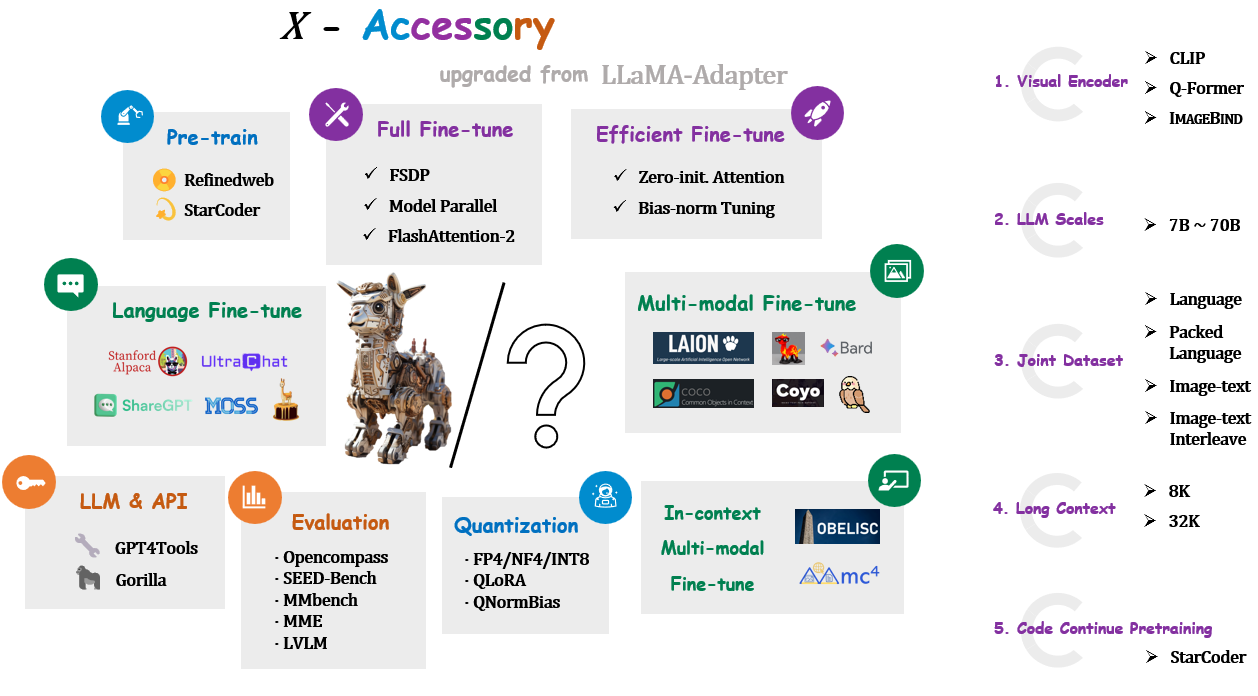 X - Accessory
upgraded from LLaMA-Adapter
Pre-train
Refinedweb
StarCoder
Full Fine-tune
✓ FSDP
✓ Model Parallel
✓ FlashAttention-2
Efficient Fine-tune
✓ Zero-init. Attention
✓ Bias-norm Tuning
Language Fine-tune
Stanford
Alpaca
UltraChat
ShareGPT
MOSS
/
?
Multi-modal Fine-tune
LAION
Large-scale Artificial Intelligence Open Network
Bard
COCO
Common Objects in Context
Coyo
LLM & API
GPT4Tools
Gorilla
Evaluation
· Opencompass
· SEED-Bench
· MMbench
· MME
· LVLM
Quantization
· FP4/NF4/INT8
· QLoRA
· QNormBias
In-context
Multi-modal
Fine-tune
OBELISC
mc4
1. Visual Encoder
➢ CLIP
➢ Q-Former
➢ IMAGEBIND
2. LLM Scales
➢ 7B ~ 70B
3. Joint Dataset
➢ Language
➢ Packed
Language
➢ Image-text
➢ Image-text
Interleave
4. Long Context
➢ 8K
➢ 32K
5. Code Continue Pretraining
➢ StarCoder